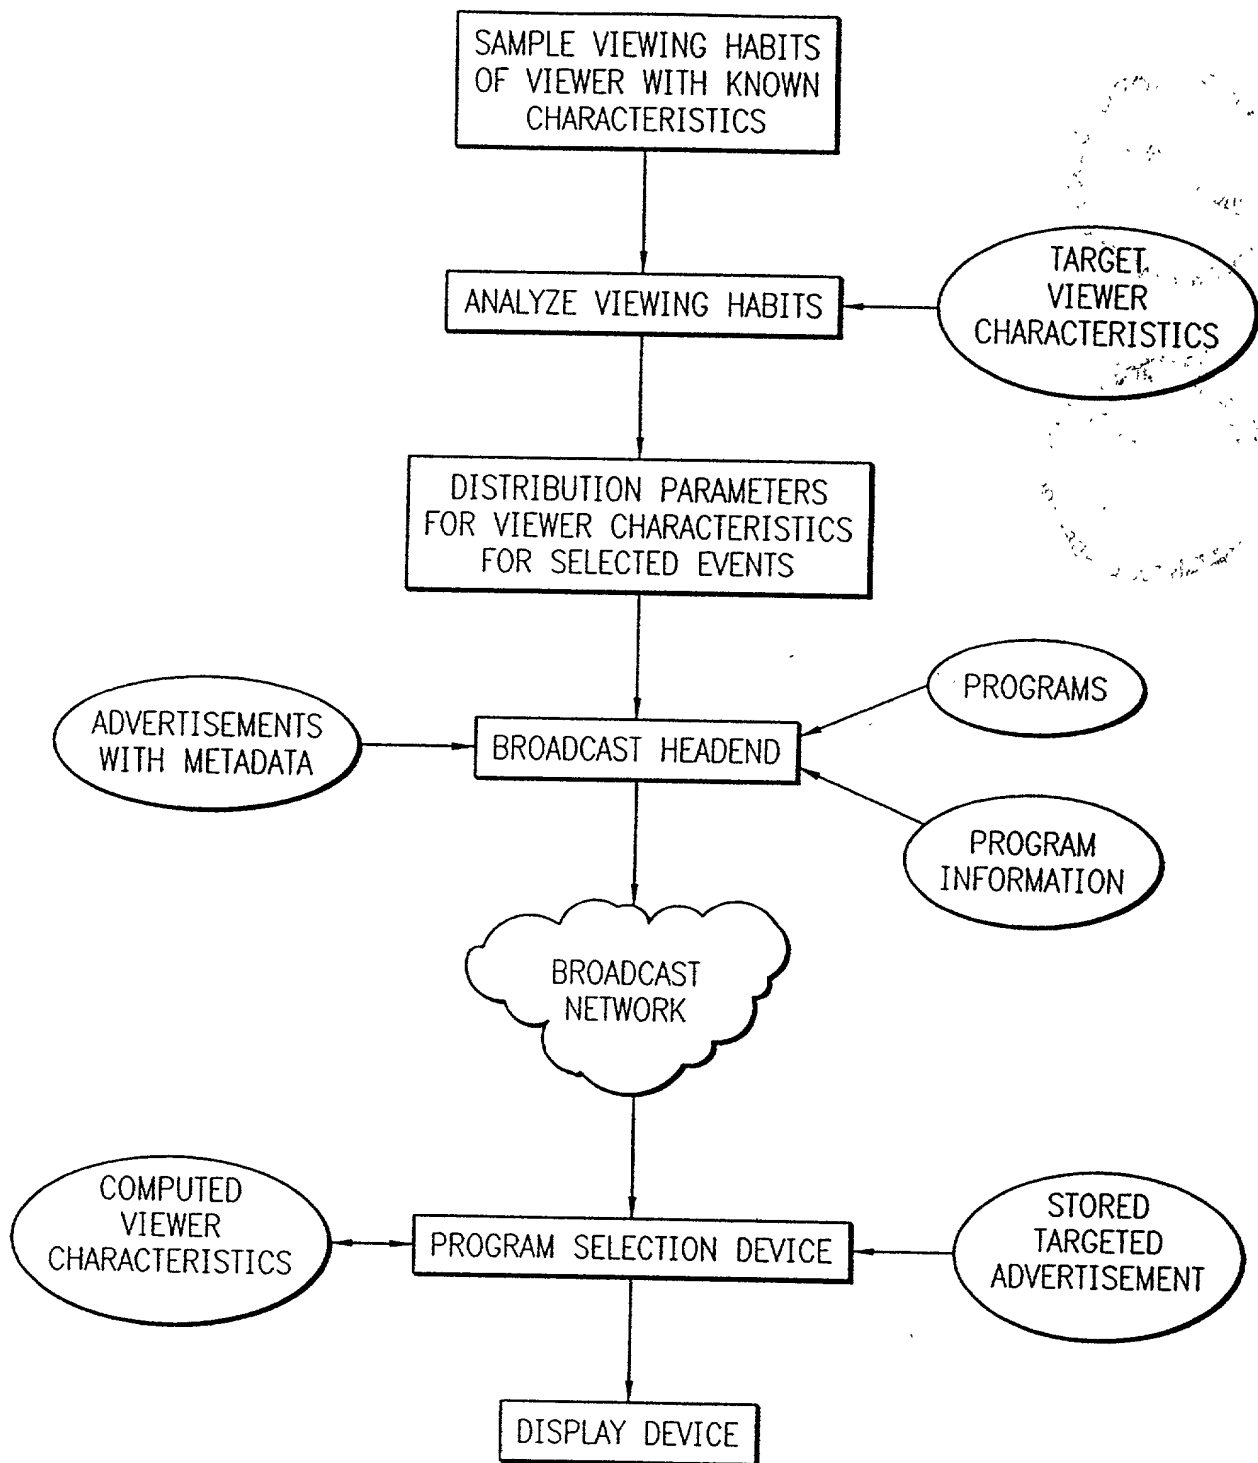 SAMPLE VIEWING HABITS
OF VIEWER WITH KNOWN
CHARACTERISTICS
TARGET
VIEWER
CHARACTERISTICS
ANALYZE VIEWING HABITS
DISTRIBUTION PARAMETERS
FOR VIEWER CHARACTERISTICS
FOR SELECTED EVENTS
PROGRAMS
ADVERTISEMENTS
WITH METADATA
BROADCAST HEADEND
PROGRAM
INFORMATION
BROADCAST
NETWORK
COMPUTED
VIEWER
CHARACTERISTICS
PROGRAM SELECTION DEVICE
STORED
TARGETED
ADVERTISEMENT
DISPLAY DEVICE